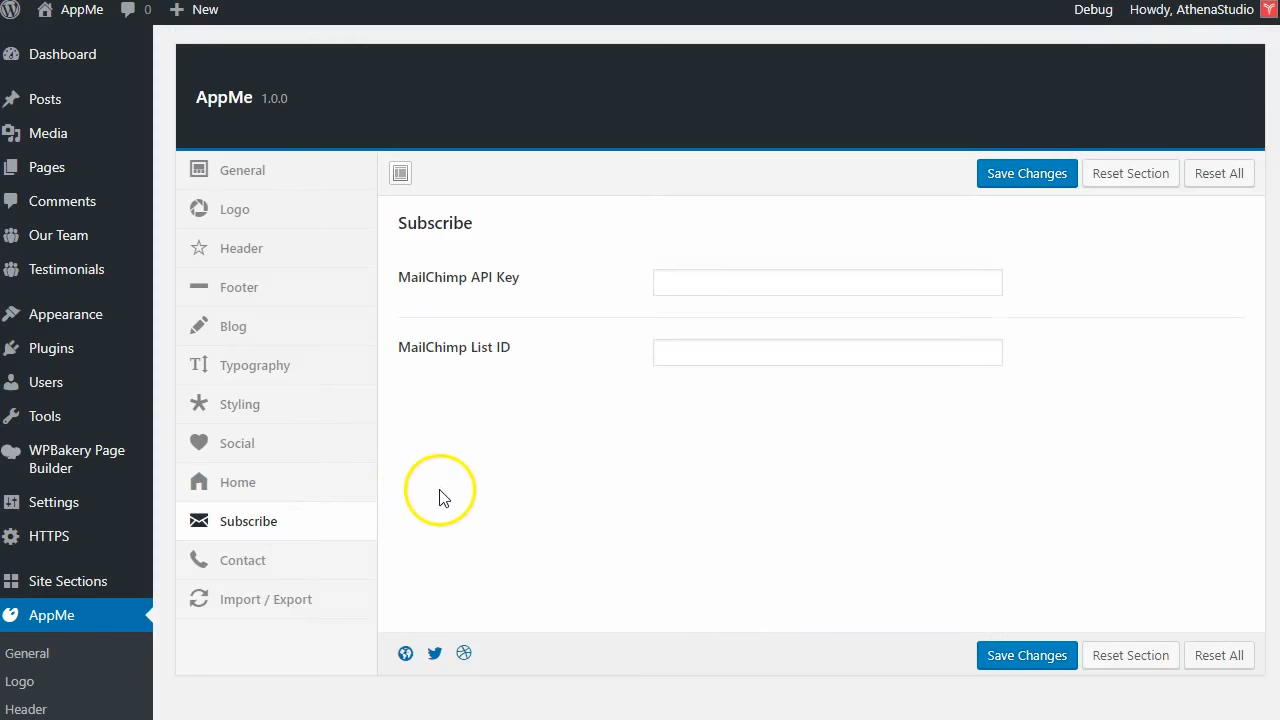 AppMe 0 New Debug Howdy, AthenaStudio
Dashboard
Posts
Media
Pages
Comments
Our Team
Testimonials
Appearance
Plugins
Users
Tools
WPBakery Page
Builder
Settings
HTTPS
Site Sections
AppMe
General
Logo
Header
AppMe 1.0.0
General
Logo
Header
Footer
Blog
Typography
Styling
Social
Home
Subscribe
Contact
Import / Export
Save Changes Reset Section Reset All
Subscribe
MailChimp API Key
MailChimp List ID
Save Changes Reset Section Reset All